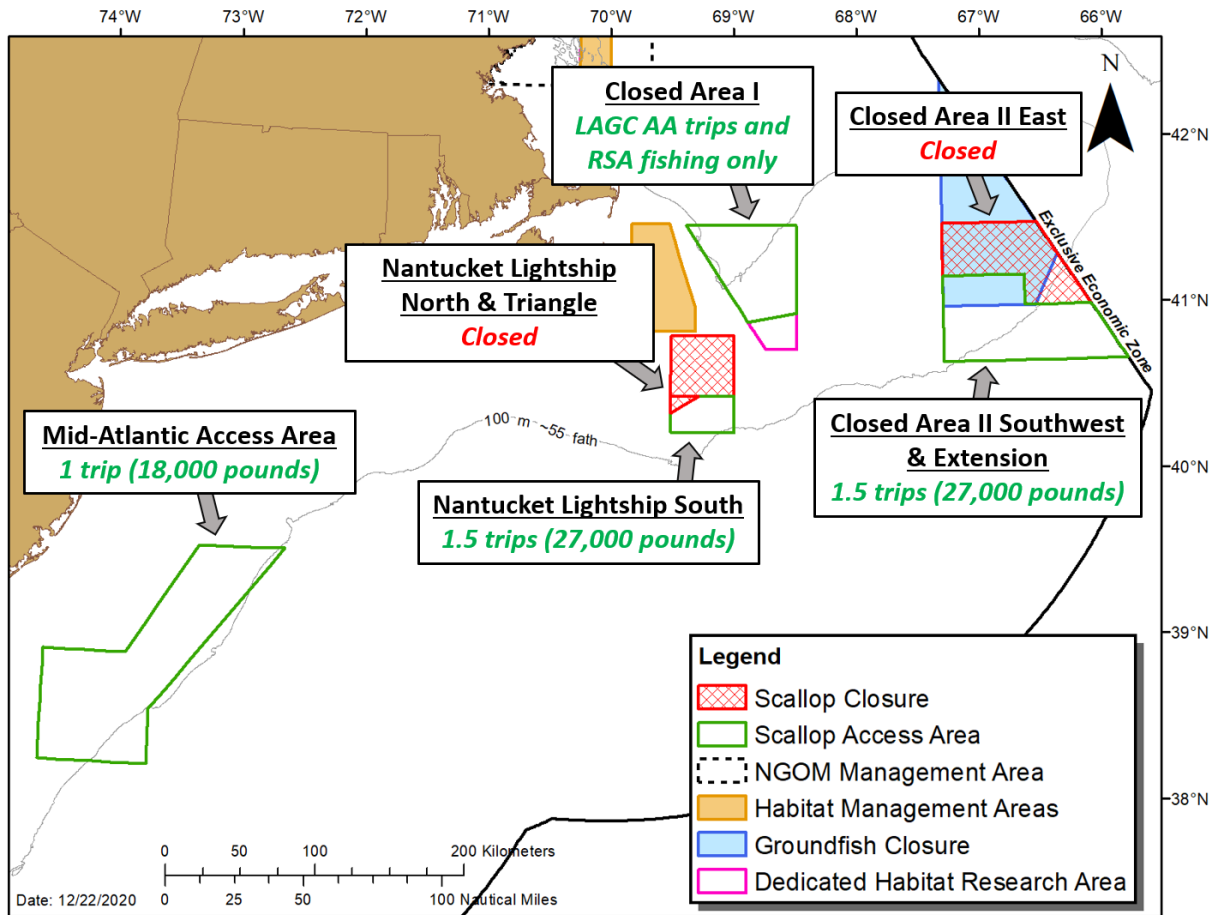 74°W
73°W
72°W
71°W
70°W
69°W
68°W
67°W
66°W
N
Closed Area I
LAGC AA trips and
RSA fishing only
Closed Area II East
Closed
42°N
Exclusive Economic Zone
Nantucket Lightship
North & Triangle
Closed
41°N
Mid-Atlantic Access Area
1 trip (18,000 pounds)
100 m ~55 fath
Nantucket Lightship South
1.5 trips (27,000 pounds)
Closed Area II Southwest
& Extension
1.5 trips (27,000 pounds)
40°N
39°N
38°N
Legend
Scallop Closure
Scallop Access Area
NGOM Management Area
Habitat Management Areas
Groundfish Closure
Dedicated Habitat Research Area
0 50 100 200 Kilometers
0 25 50 100 Nautical Miles
Date: 12/22/2020